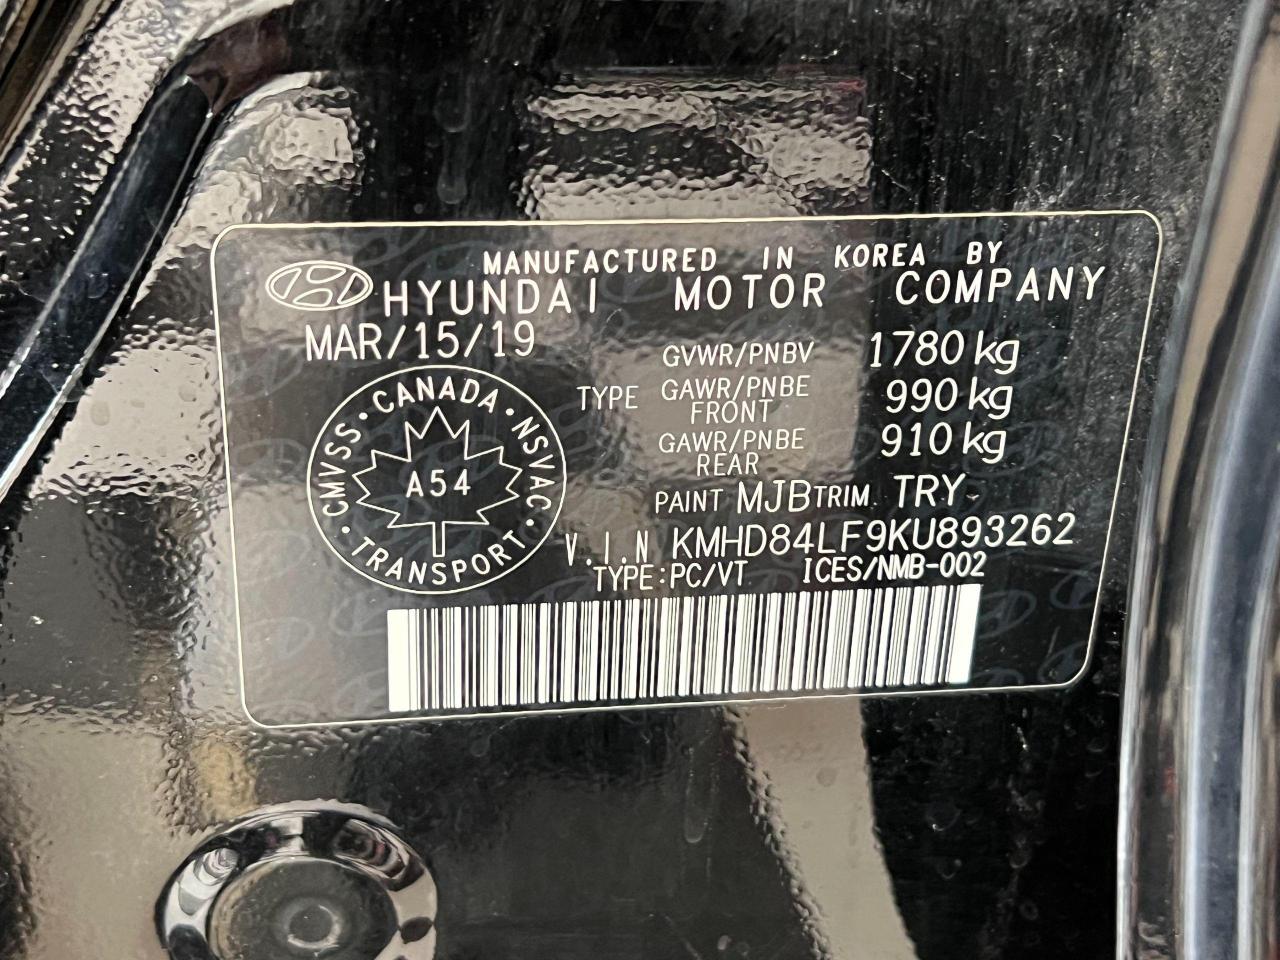 MANUFACTURED IN KOREA BY
HYUNDAI MOTOR COMPANY
MAR/15/19
GVWR/PNBV 1780 kg
TYPE GAWR/PNBE FRONT 990 kg
GAWR/PNBE REAR 910 kg
PAINT MJB TRIM TRY
V.I.N KMHD84LF9KU893262
TYPE:PC/VT ICES/NMB-002
CMVSS · CANADA · NSVAC · TRANSPORT ·
A54